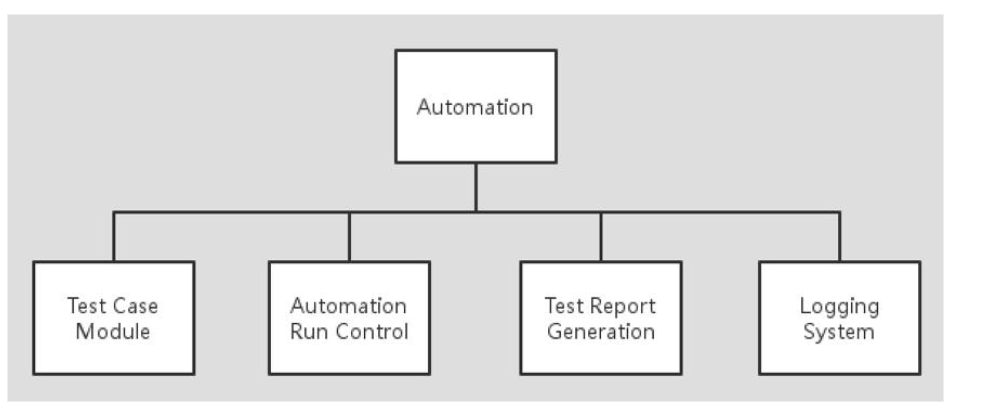 Automation
Test Case
Module
Automation
Run Control
Test Report
Generation
Logging
System